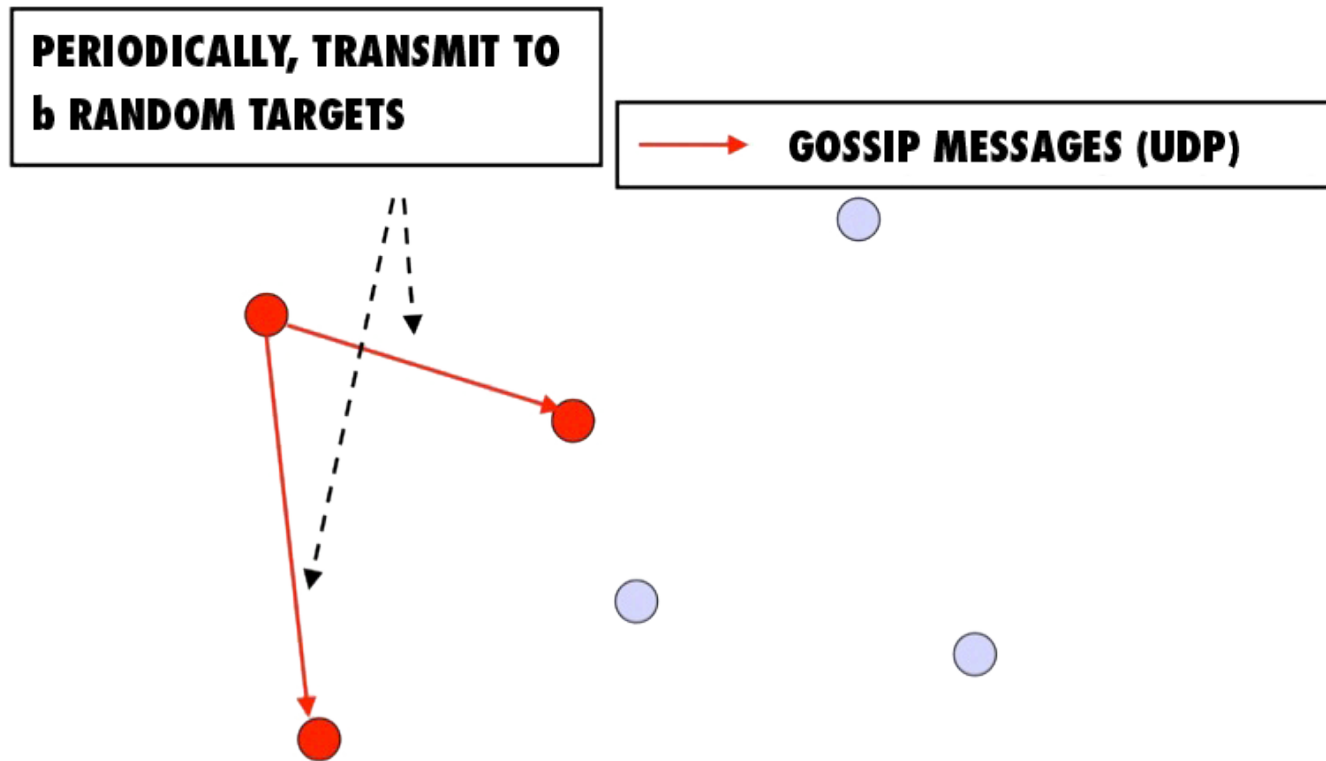 PERIODICALLY, TRANSMIT TO
b RANDOM TARGETS
GOSSIP MESSAGES (UDP)